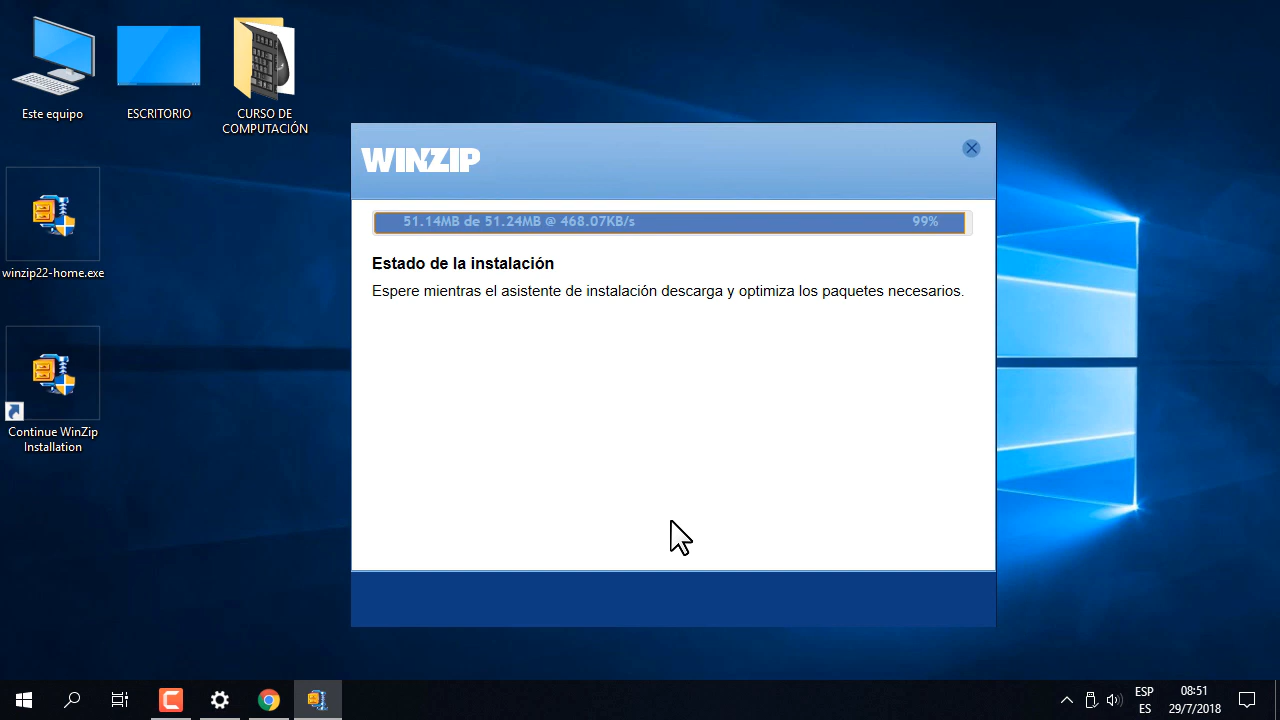 Este equipo
ESCRITORIO
CURSO DE
COMPUTACIÓN
winzip22-home.exe
Continue WinZip
Installation
WINZIP
51.14MB de 51.24MB @ 468.07KB/s 99%
Estado de la instalación
Espere mientras el asistente de instalación descarga y optimiza los paquetes necesarios.
ESP
ES
08:51
29/7/2018